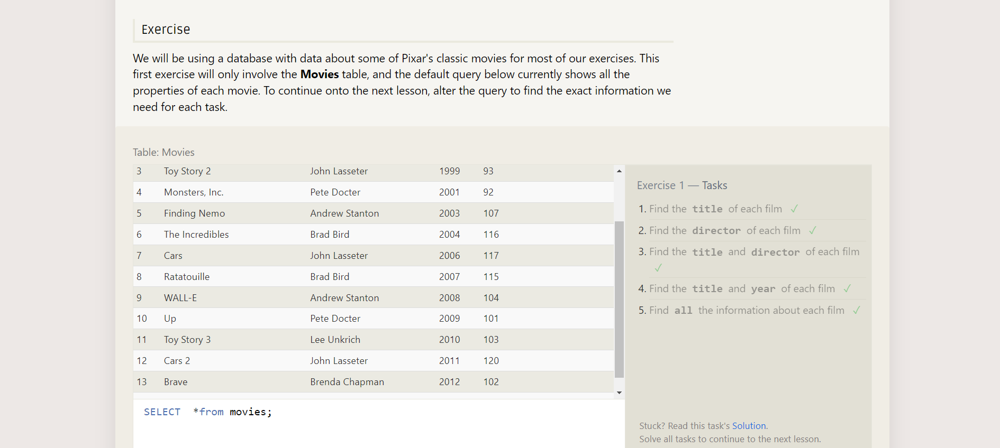 Exercise
We will be using a database with data about some of Pixar's classic movies for most of our exercises. This
first exercise will only involve the Movies table, and the default query below currently shows all the
properties of each movie. To continue onto the next lesson, alter the query to find the exact information we
need for each task.
Table: Movies
3 Toy Story 2 John Lasseter 1999 93
4 Monsters, Inc. Pete Docter 2001 92
5 Finding Nemo Andrew Stanton 2003 107
6 The Incredibles Brad Bird 2004 116
7 Cars John Lasseter 2006 117
8 Ratatouille Brad Bird 2007 115
9 WALL-E Andrew Stanton 2008 104
10 Up Pete Docter 2009 101
11 Toy Story 3 Lee Unkrich 2010 103
12 Cars 2 John Lasseter 2011 120
13 Brave Brenda Chapman 2012 102
SELECT  *from movies;
Exercise 1 — Tasks
1. Find the title of each film ✓
2. Find the director of each film ✓
3. Find the title and director of each film
✓
4. Find the title and year of each film ✓
5. Find all the information about each film ✓
Stuck? Read this task's Solution.
Solve all tasks to continue to the next lesson.